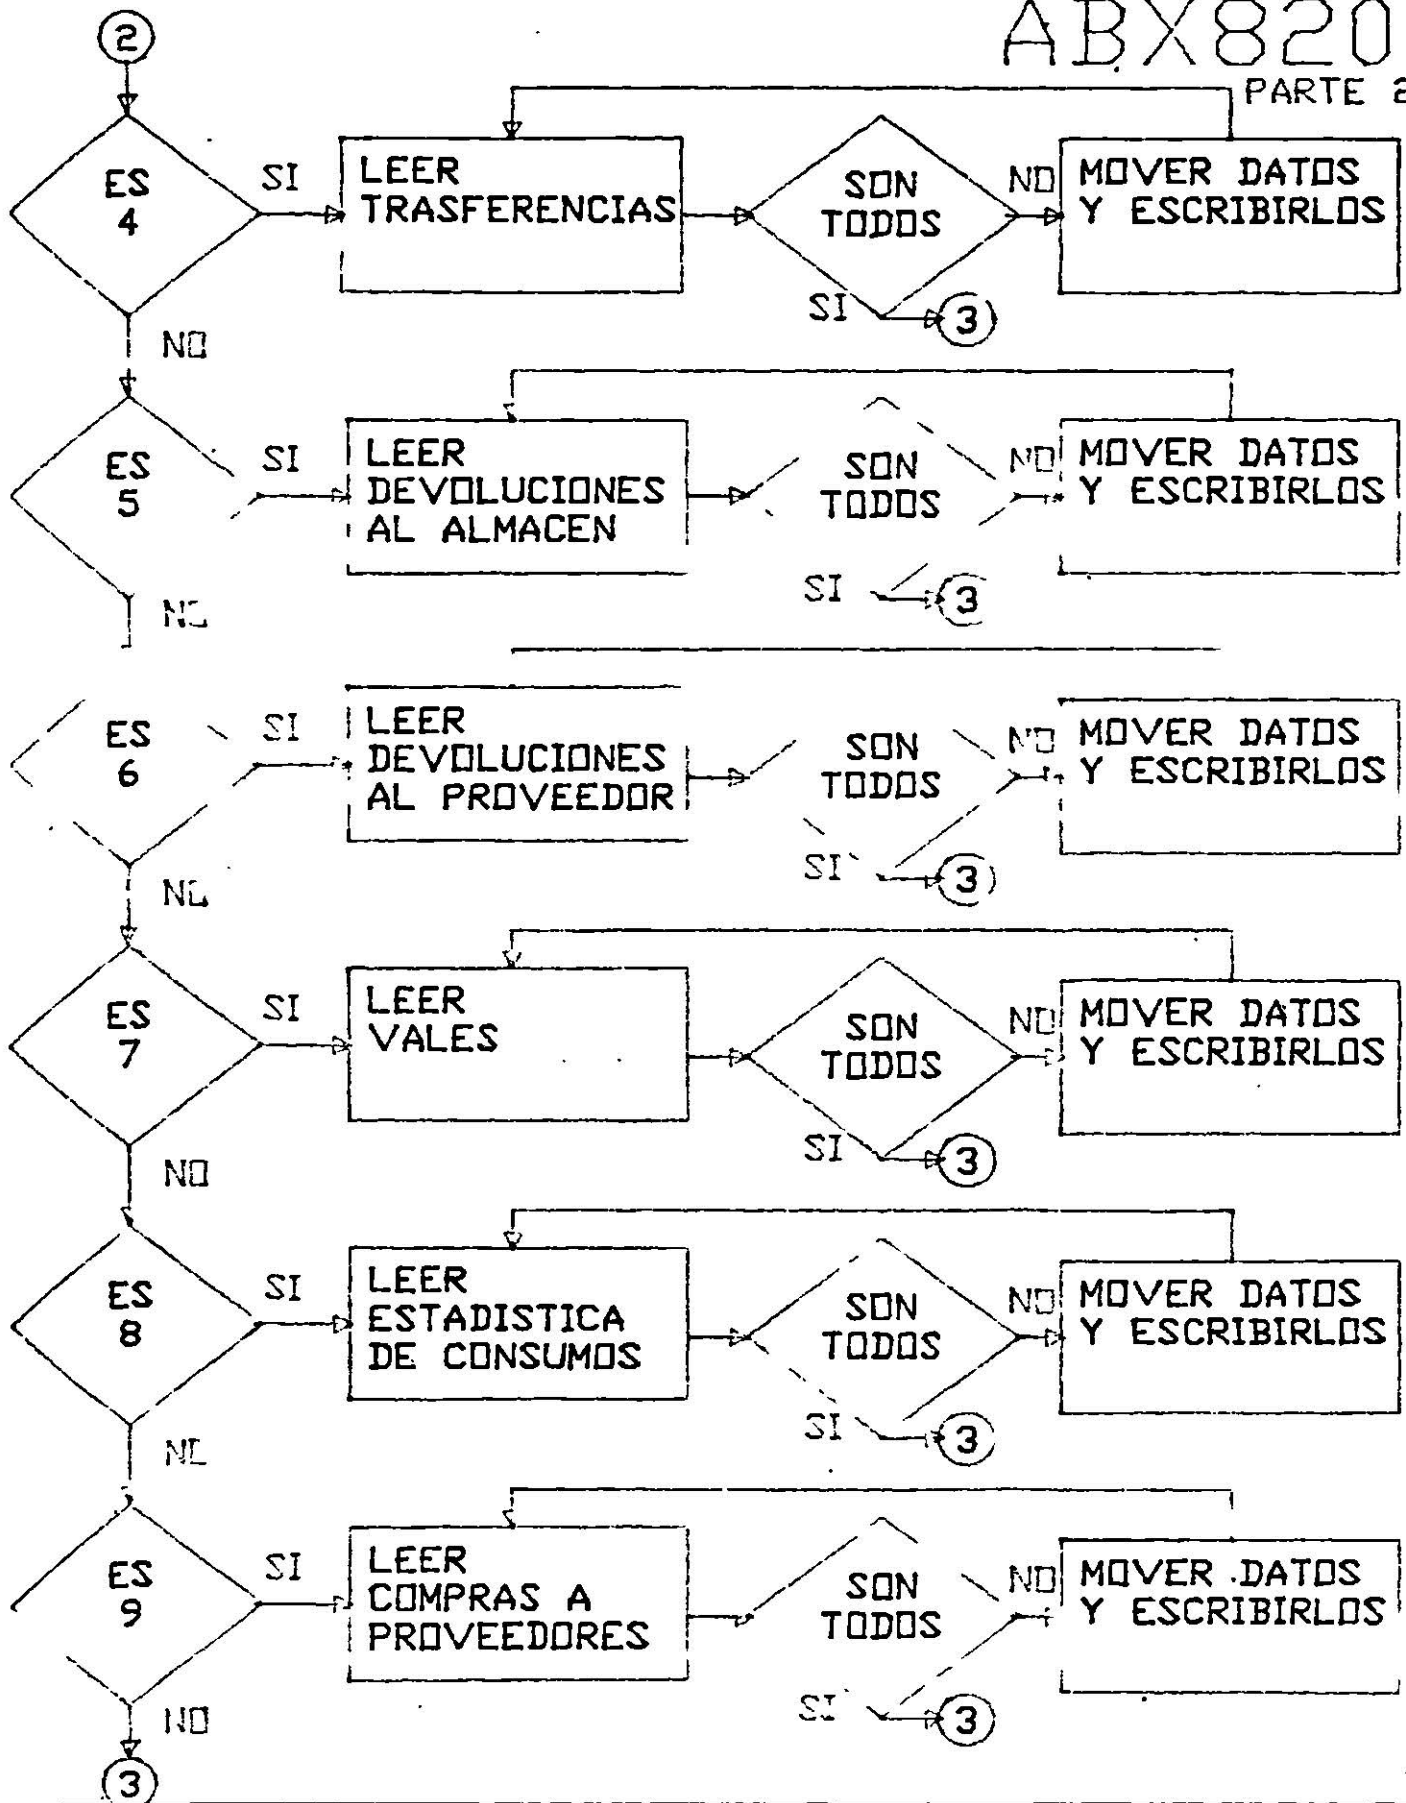 ABX820
PARTE 2
2
ES
4
SI
LEER
TRASFERENCIAS
SON
TODOS
NO
MOVER DATOS
Y ESCRIBIRLOS
SI
3
NO
ES
5
SI
LEER
DEVOLUCIONES
AL ALMACEN
SON
TODOS
NO
MOVER DATOS
Y ESCRIBIRLOS
SI
3
NO
ES
6
SI
LEER
DEVOLUCIONES
AL PROVEEDOR
SON
TODOS
NO
MOVER DATOS
Y ESCRIBIRLOS
SI
3
NO
ES
7
SI
LEER
VALES
SON
TODOS
NO
MOVER DATOS
Y ESCRIBIRLOS
SI
3
NO
ES
8
SI
LEER
ESTADISTICA
DE CONSUMOS
SON
TODOS
NO
MOVER DATOS
Y ESCRIBIRLOS
SI
3
NO
ES
9
SI
LEER
COMPRAS A
PROVEEDORES
SON
TODOS
NO
MOVER DATOS
Y ESCRIBIRLOS
SI
3
NO
3